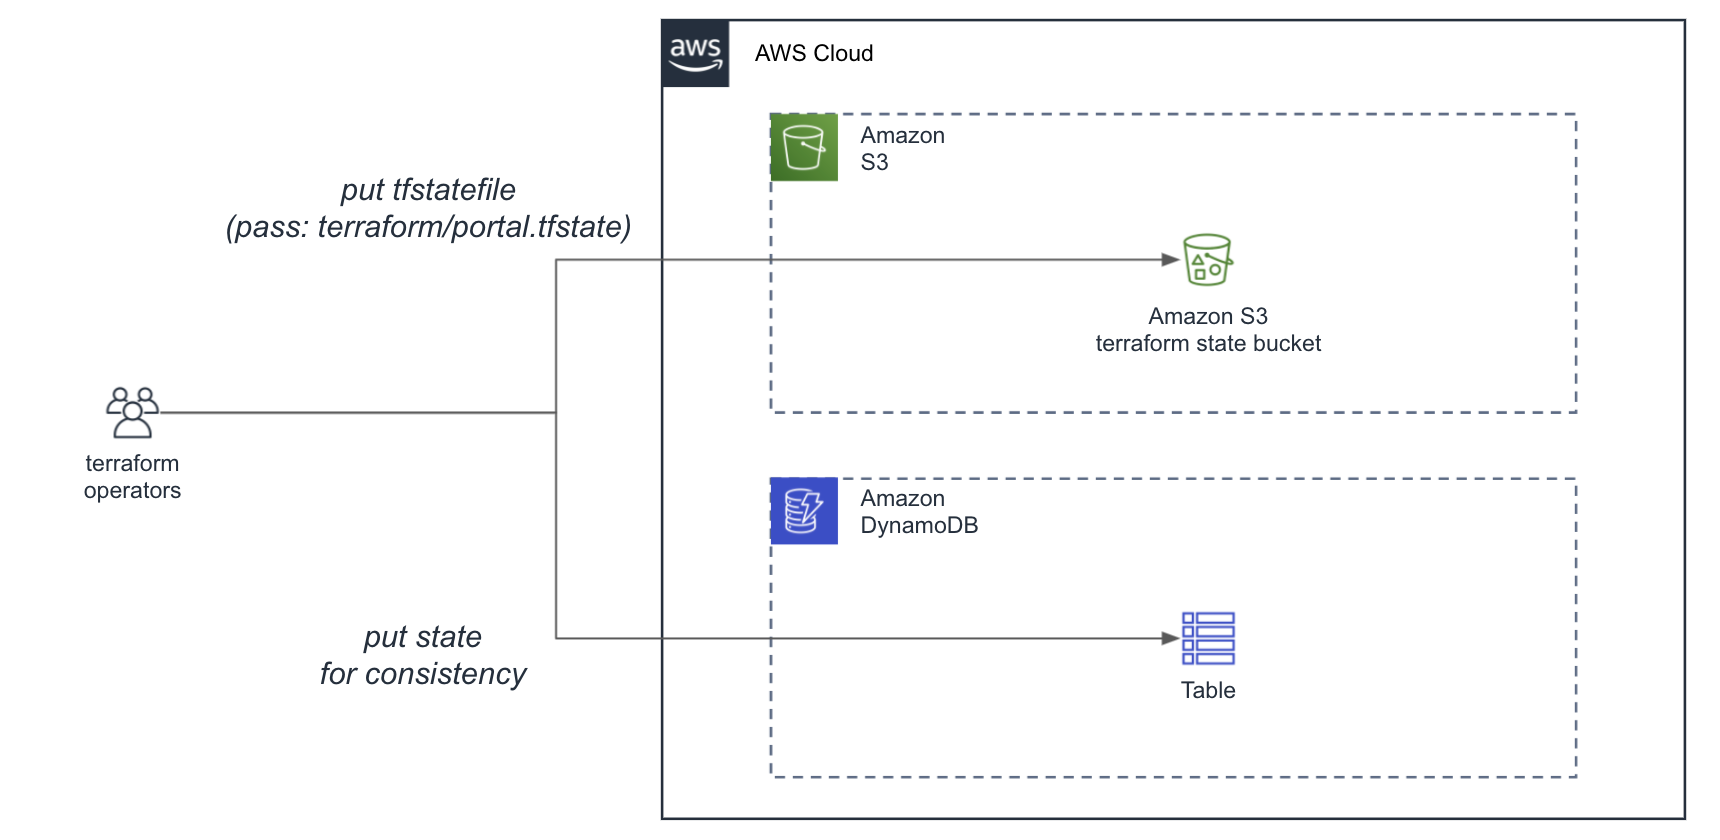 aws
AWS Cloud
Amazon
S3
put tfstatefile
(pass: terraform/portal.tfstate)
Amazon S3
terraform state bucket
terraform
operators
Amazon
DynamoDB
put state
for consistency
Table